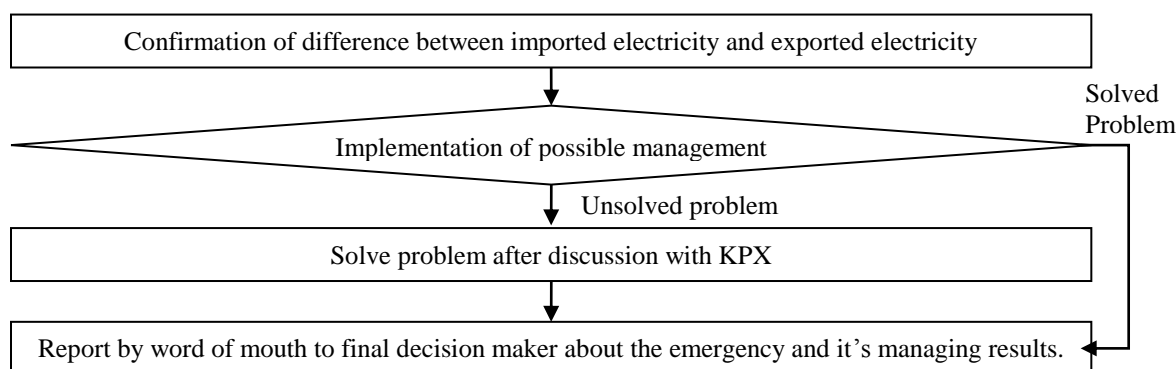 Confirmation of difference between imported electricity and exported electricity
Solved
Problem
Implementation of possible management
Unsolved problem
Solve problem after discussion with KPX
Report by word of mouth to final decision maker about the emergency and it’s managing results.